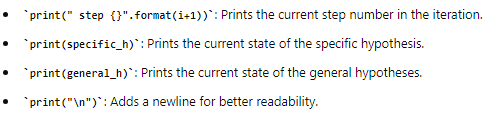 • `print(" step {}".format(i+1))`: Prints the current step number in the iteration.
• `print(specific_h)`: Prints the current state of the specific hypothesis.
• `print(general_h)`: Prints the current state of the general hypotheses.
• `print("\n")`: Adds a newline for better readability.